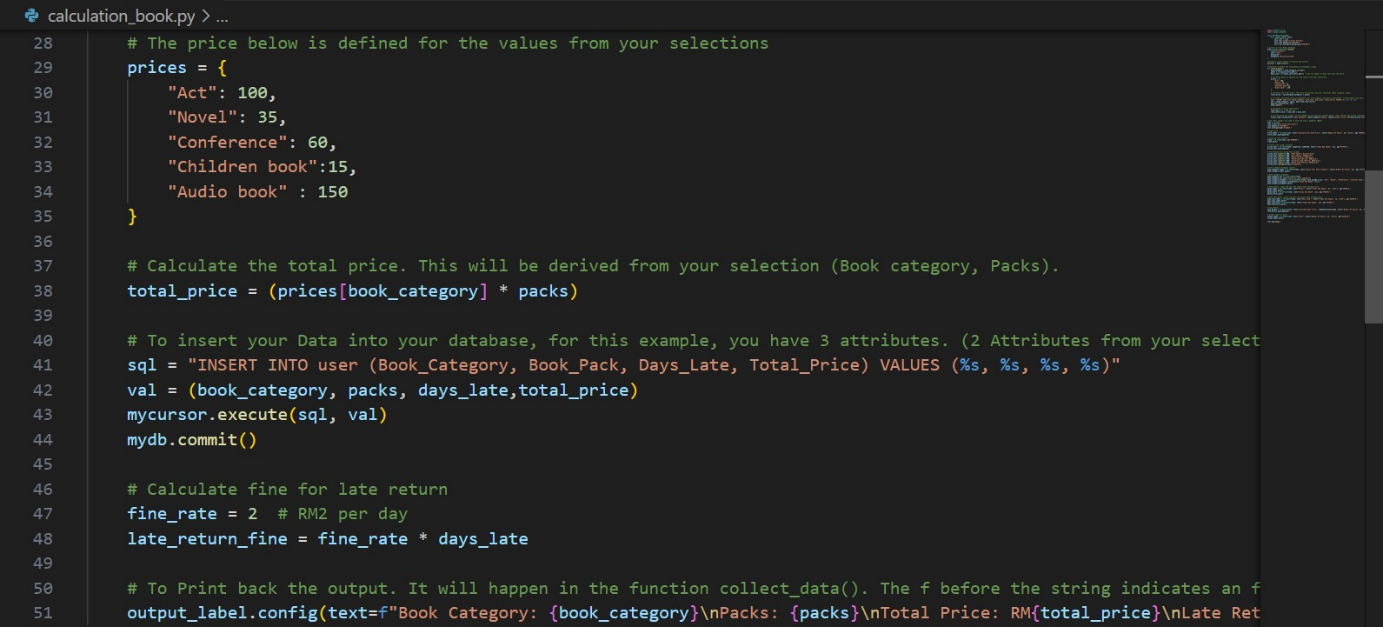 calculation_book.py > ...
28 # The price below is defined for the values from your selections
29 prices = {
30 "Act": 100,
31 "Novel": 35,
32 "Conference": 60,
33 "Children book":15,
34 "Audio book" : 150
35 }
36
37 # Calculate the total price. This will be derived from your selection (Book category, Packs).
38 total_price = (prices[book_category] * packs)
39
40 # To insert your Data into your database, for this example, you have 3 attributes. (2 Attributes from your select
41 sql = "INSERT INTO user (Book_Category, Book_Pack, Days_Late, Total_Price) VALUES (%s, %s, %s, %s)"
42 val = (book_category, packs, days_late,total_price)
43 mycursor.execute(sql, val)
44 mydb.commit()
45
46 # Calculate fine for late return
47 fine_rate = 2  # RM2 per day
48 late_return_fine = fine_rate * days_late
49
50 # To Print back the output. It will happen in the function collect_data(). The f before the string indicates an f
51 output_label.config(text=f"Book Category: {book_category}\nPacks: {packs}\nTotal Price: RM{total_price}\nLate Ret